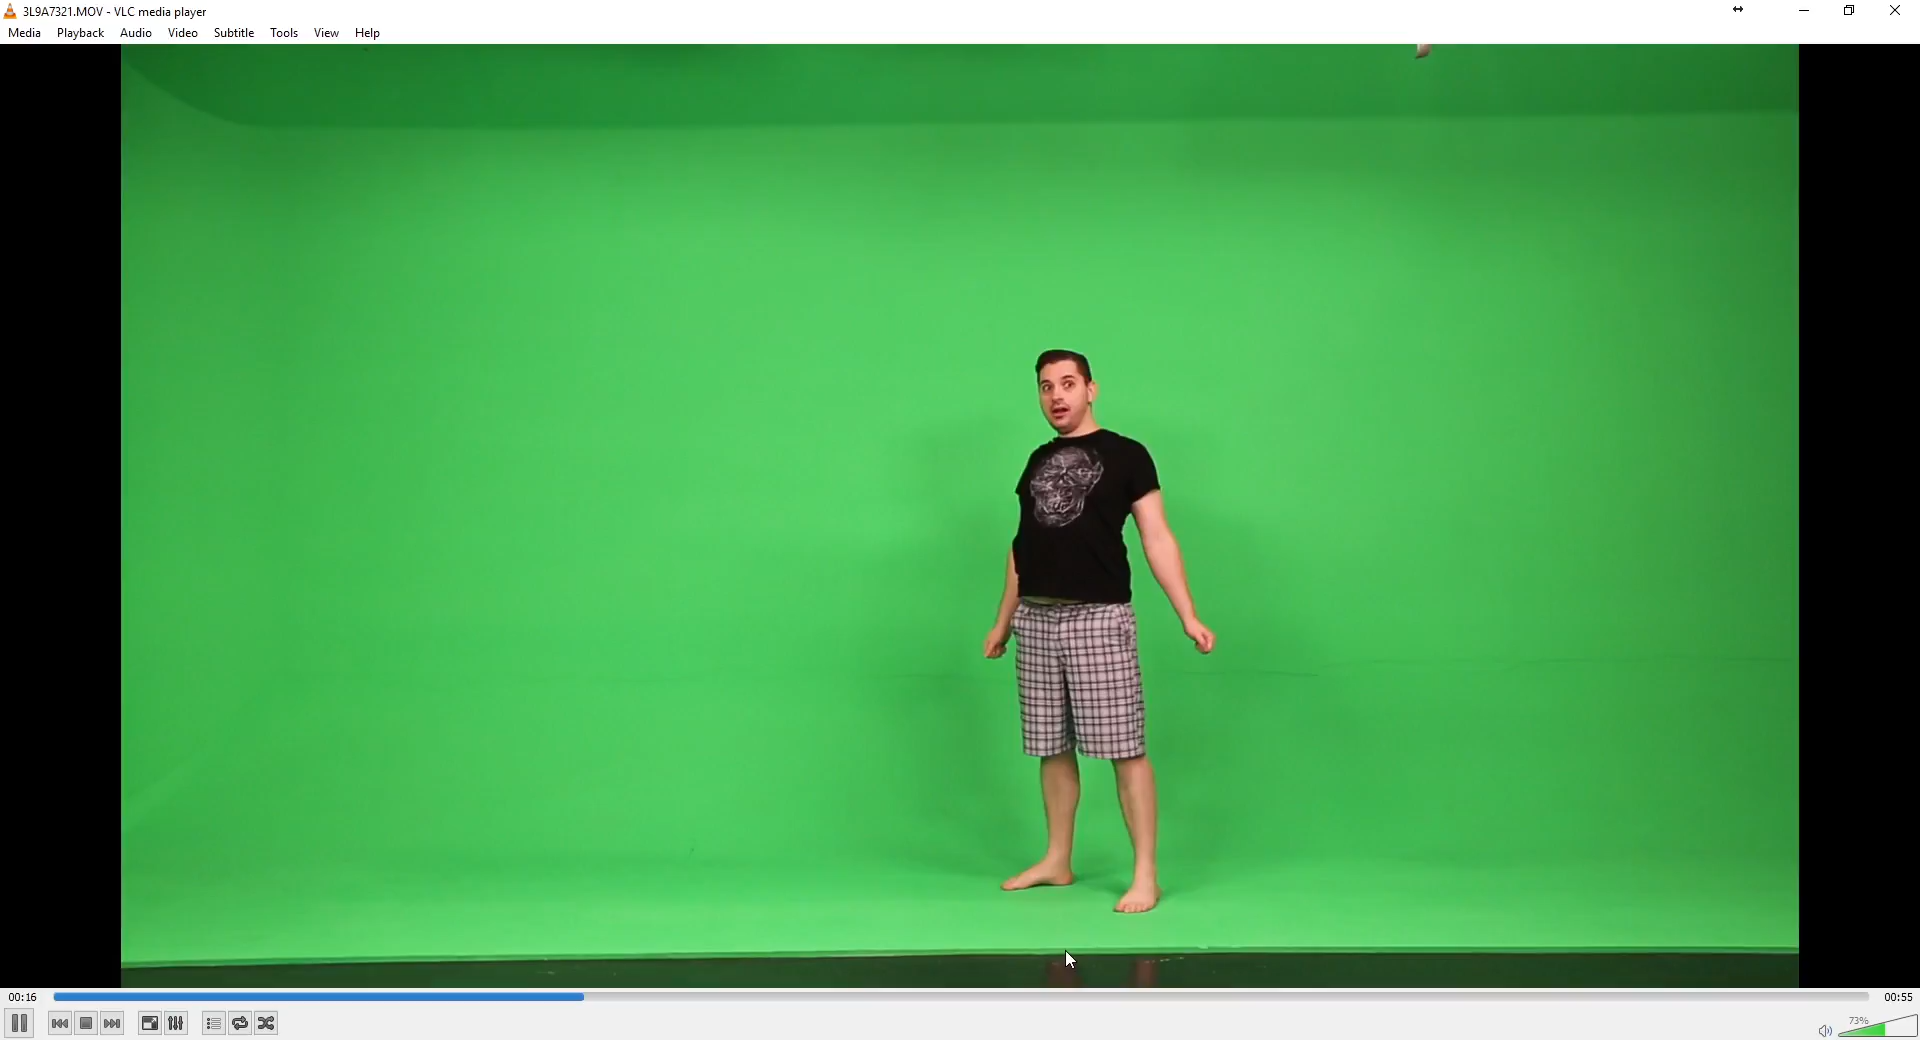 3L9A7321.MOV - VLC media player
Media Playback Audio Video Subtitle Tools View Help
00:16 00:55
73%